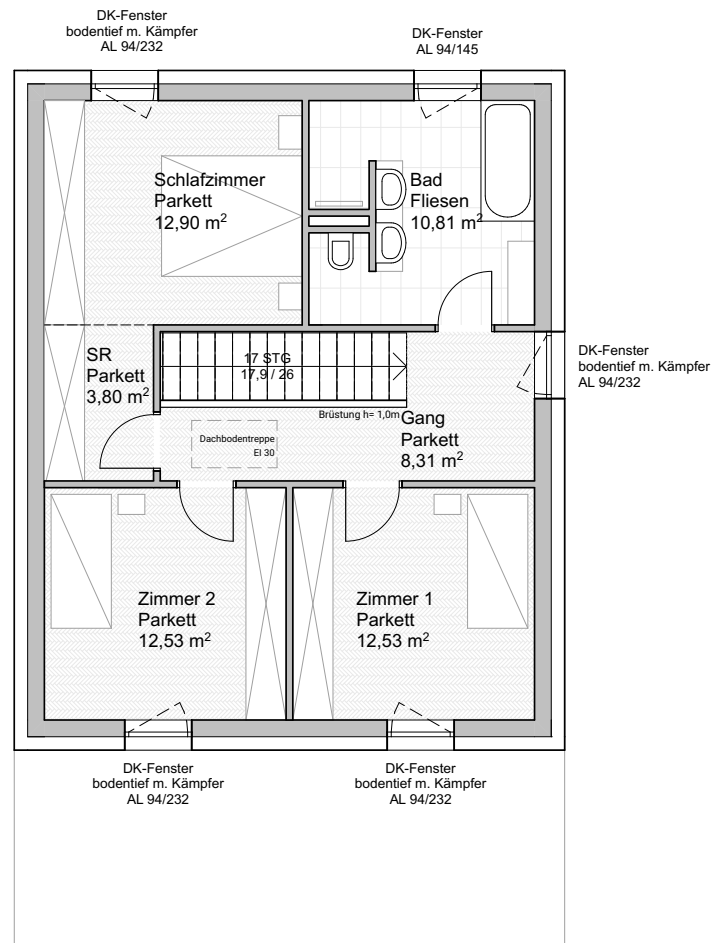 DK-Fenster
bodentief m. Kämpfer
AL 94/232
DK-Fenster
AL 94/145
Schlafzimmer
Parkett
12,90 m²
Bad
Fliesen
10,81 m²
SR
Parkett
3,80 m²
17 STG
17,9 / 26
DK-Fenster
bodentief m. Kämpfer
AL 94/232
Brüstung h= 1,0m
Gang
Parkett
8,31 m²
Dachbodentreppe
EI 30
Zimmer 2
Parkett
12,53 m²
Zimmer 1
Parkett
12,53 m²
DK-Fenster
bodentief m. Kämpfer
AL 94/232
DK-Fenster
bodentief m. Kämpfer
AL 94/232